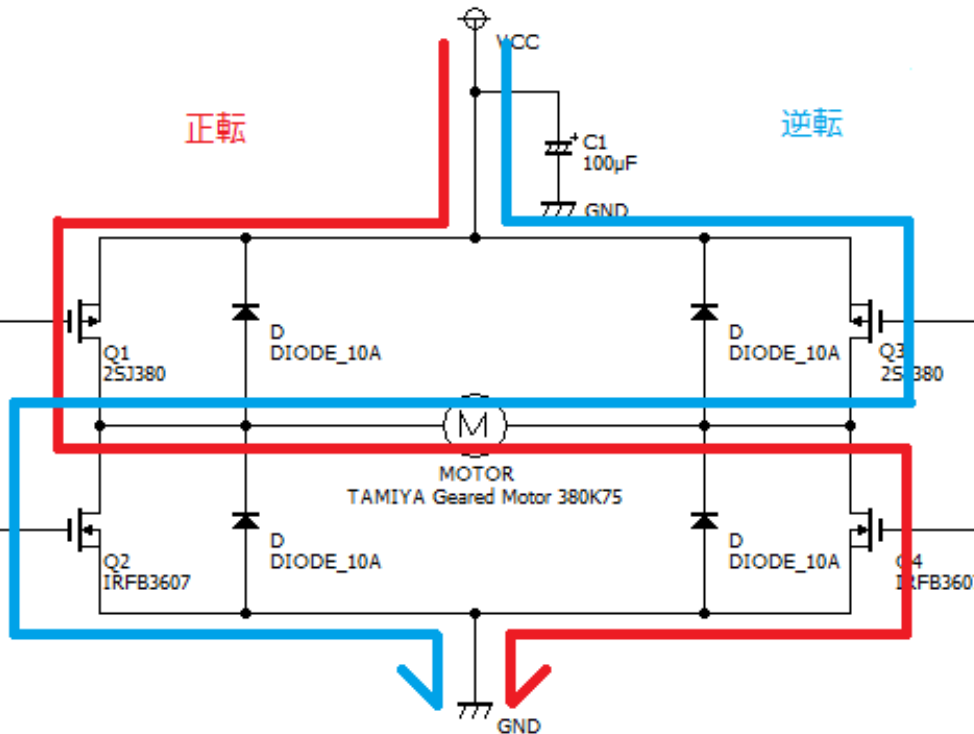 VCC
正転
逆転
C1
100µF
GND
D
DIODE_10A
D
DIODE_10A
Q1
2SJ380
Q3
M
MOTOR
TAMIYA Geared Motor 380K75
D
DIODE_10A
D
DIODE_10A
Q2
IRFB3607
GND